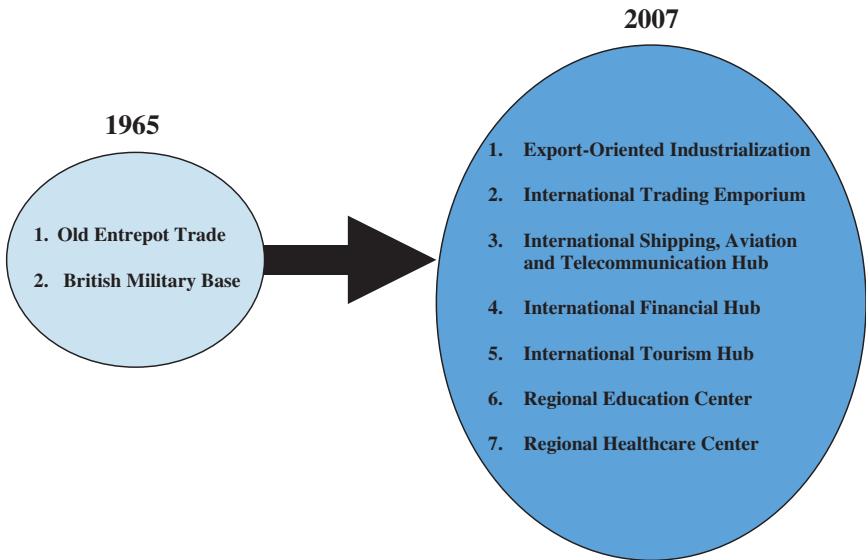 1965
1. Old Entrepot Trade
2. British Military Base
2007
1. Export-Oriented Industrialization
2. International Trading Emporium
3. International Shipping, Aviation
and Telecommunication Hub
4. International Financial Hub
5. International Tourism Hub
6. Regional Education Center
7. Regional Healthcare Center